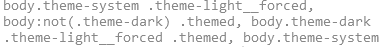 body.theme-system .theme-light__forced,
body:not(.theme-dark) .themed, body.theme-dark
.theme-light__forced .themed, body.theme-system